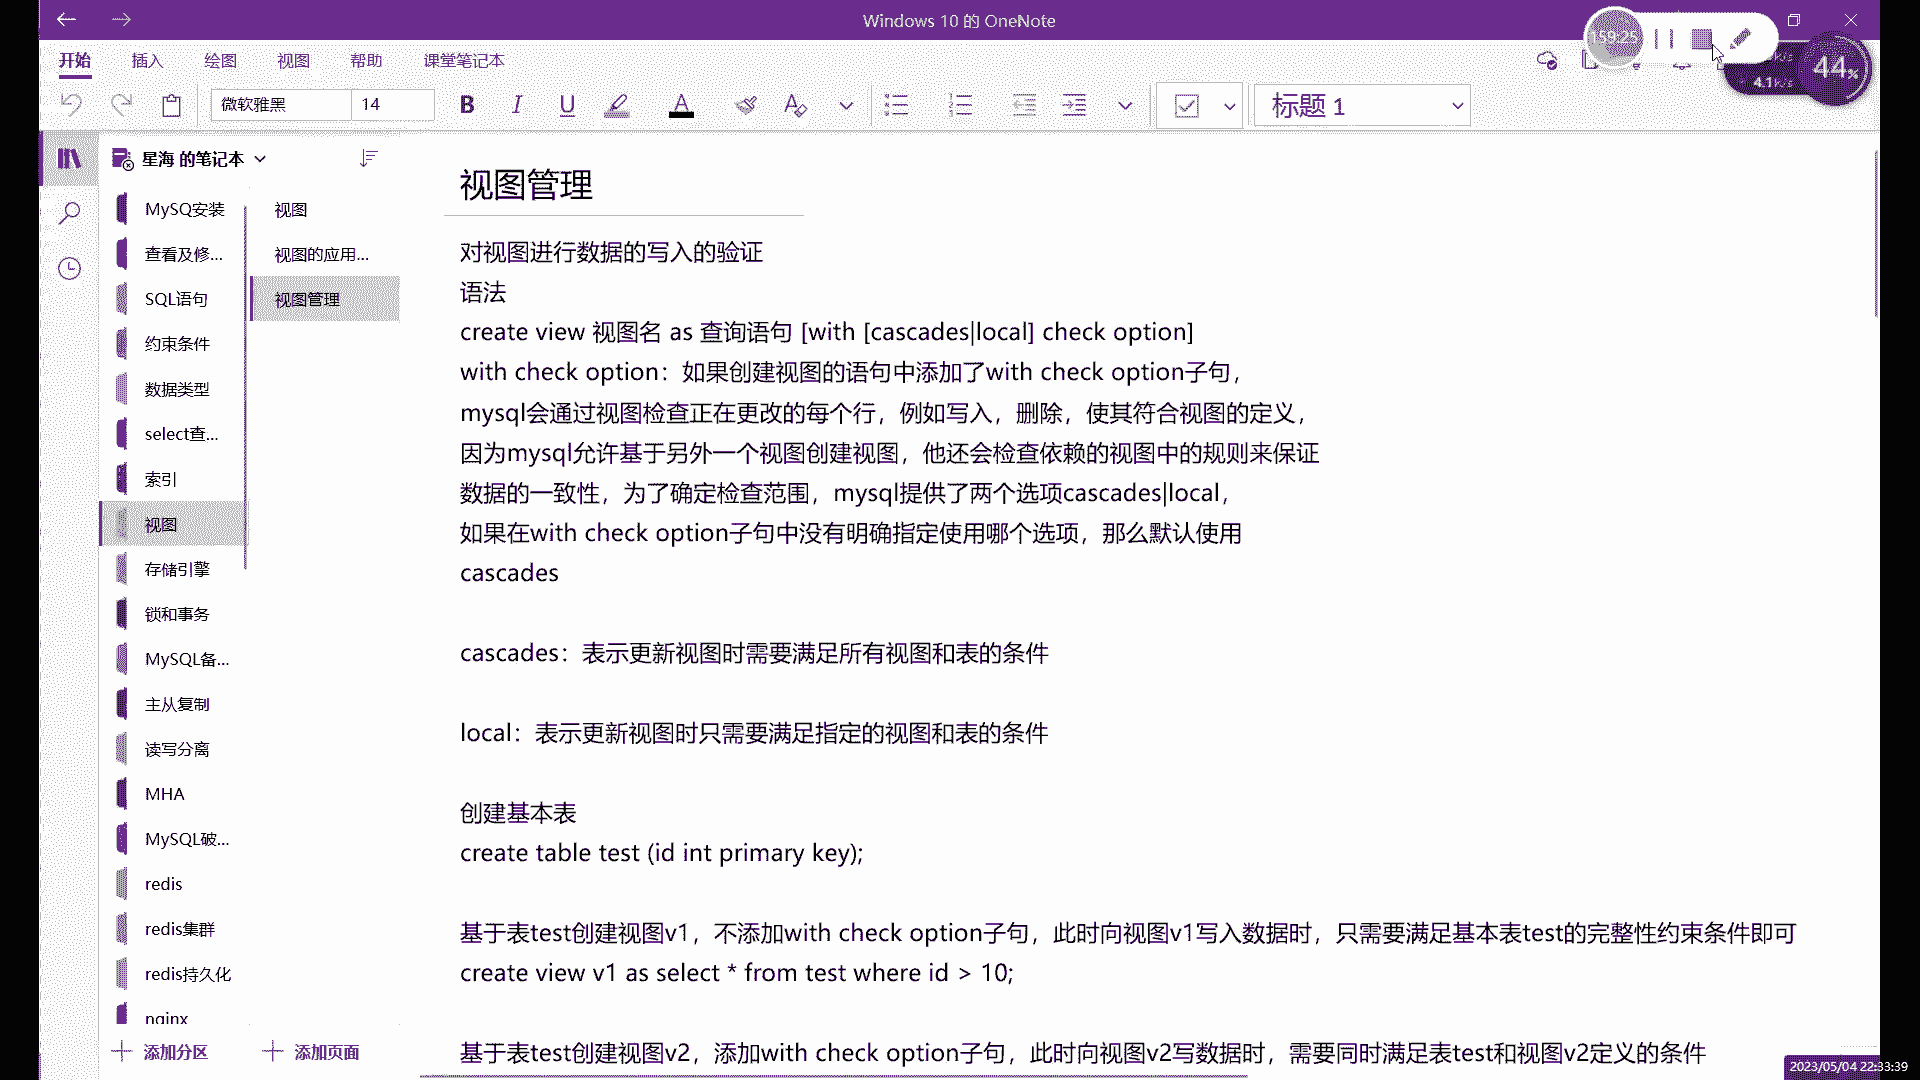 Windows 10 的 OneNote
开始 插入 绘图 视图 帮助 课堂笔记本
微软雅黑 14 B I U A 标题 1
44%
4.1K/s
星海 的笔记本
MySQ安装
查看及修...
SQL语句
约束条件
数据类型
select查...
索引
视图
存储引擎
锁和事务
MySQL备...
主从复制
读写分离
MHA
MySQL破...
redis
redis集群
redis持久化
nginx
添加分区
视图
视图的应用...
视图管理
添加页面
视图管理
对视图进行数据的写入的验证
语法
create view 视图名 as 查询语句 [with [cascades|local] check option]
with check option：如果创建视图的语句中添加了with check option子句，
mysql会通过视图检查正在更改的每个行，例如写入，删除，使其符合视图的定义，
因为mysql允许基于另外一个视图创建视图，他还会检查依赖的视图中的规则来保证
数据的一致性，为了确定检查范围，mysql提供了两个选项cascades|local，
如果在with check option子句中没有明确指定使用哪个选项，那么默认使用
cascades
cascades：表示更新视图时需要满足所有视图和表的条件
local：表示更新视图时只需要满足指定的视图和表的条件
创建基本表
create table test (id int primary key);
基于表test创建视图v1，不添加with check option子句，此时向视图v1写入数据时，只需要满足基本表test的完整性约束条件即可
create view v1 as select * from test where id > 10;
基于表test创建视图v2，添加with check option子句，此时向视图v2写数据时，需要同时满足表test和视图v2定义的条件
2023/05/04 22:33:39